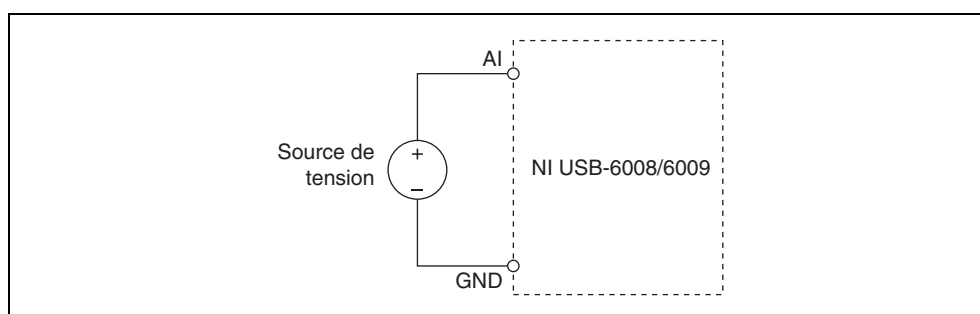 AI
Source de
tension
+
–
NI USB-6008/6009
GND